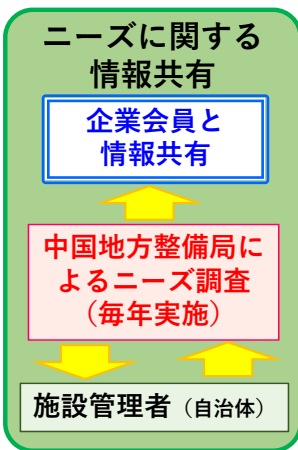 ニーズに関する
情報共有
企業会員と
情報共有
中国地方整備局に
よるニーズ調査
（毎年実施）
施設管理者（自治体）